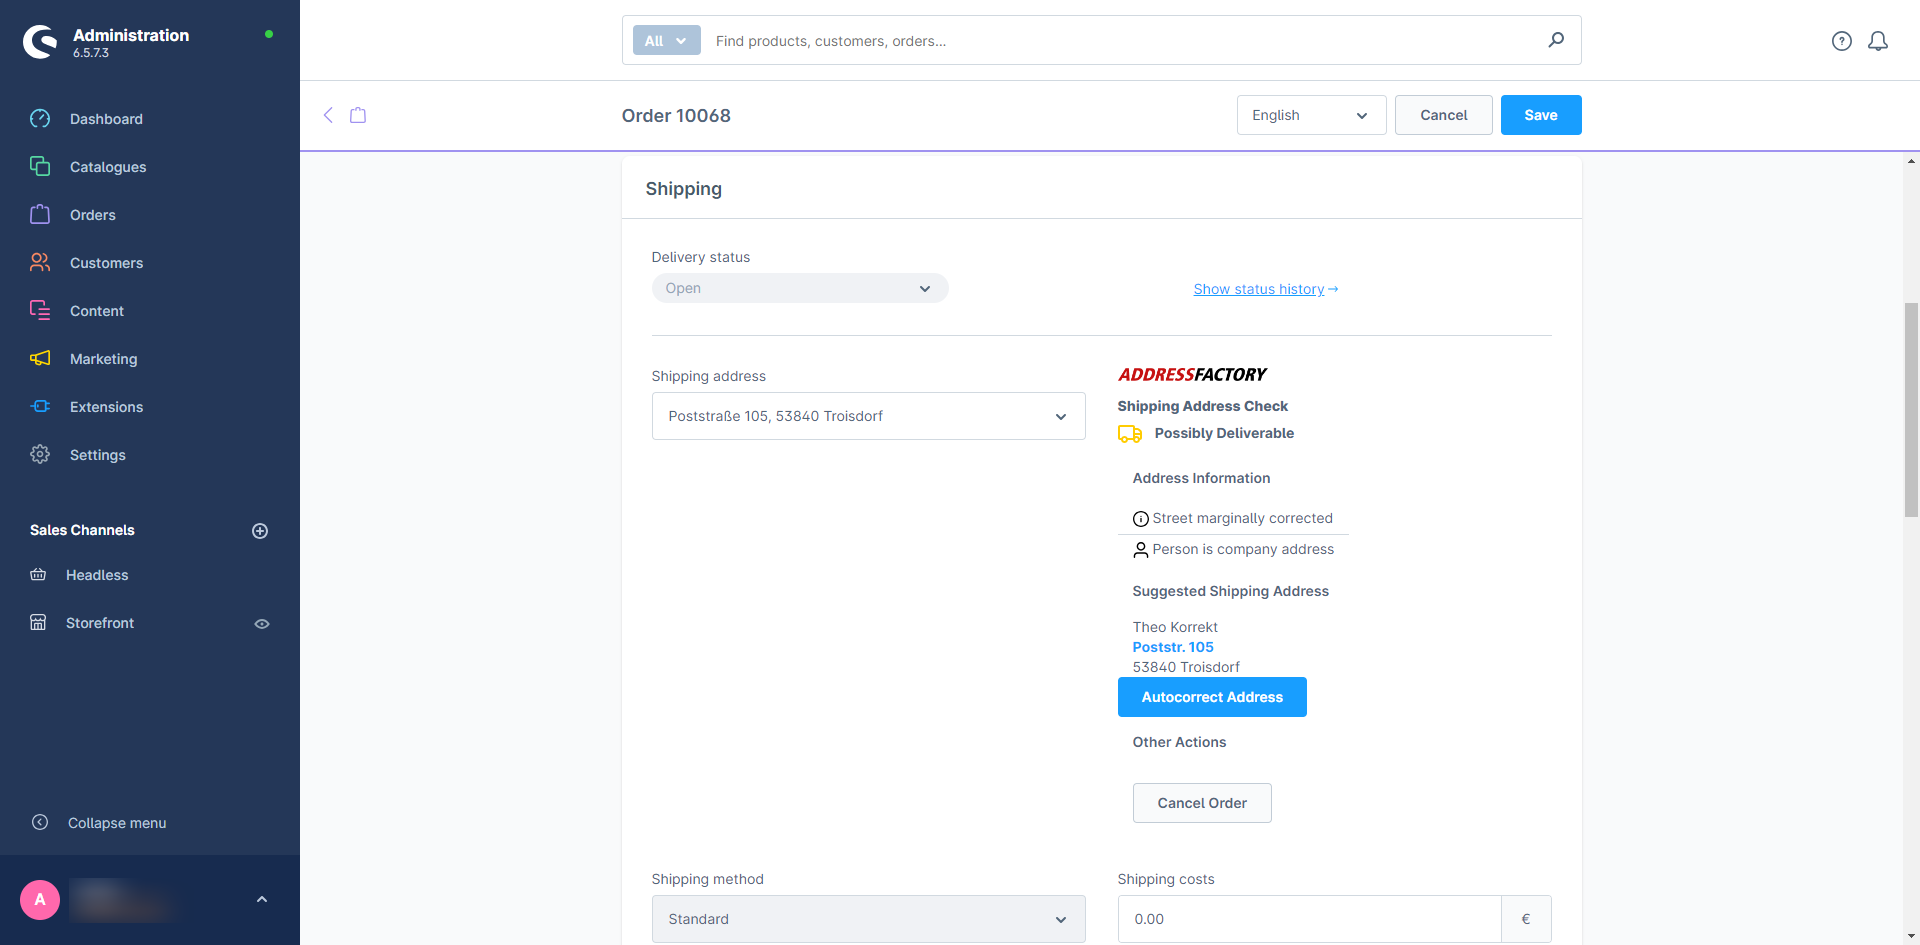 Administration
6.5.7.3
Dashboard
Catalogues
Orders
Customers
Content
Marketing
Extensions
Settings
Sales Channels
Headless
Storefront
Collapse menu
A
All
Find products, customers, orders...
Order 10068
English
Cancel
Save
Shipping
Delivery status
Open
Show status history→
Shipping address
Poststraße 105, 53840 Troisdorf
ADDRESSFACTORY
Shipping Address Check
Possibly Deliverable
Address Information
Street marginally corrected
Person is company address
Suggested Shipping Address
Theo Korrekt
Poststr. 105
53840 Troisdorf
Autocorrect Address
Other Actions
Cancel Order
Shipping method
Standard
Shipping costs
0.00
€